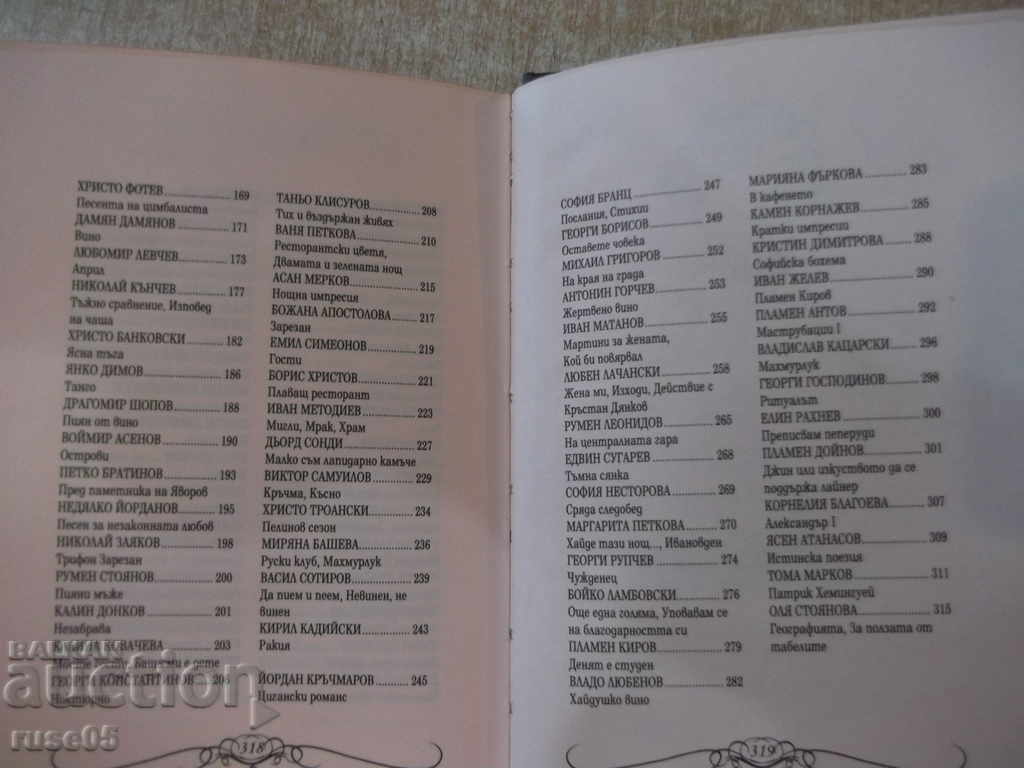 ХРИСТО ФОТЕВ................169
Песента на цимбалиста
ДАМЯН ДАМЯНОВ................171
Вино
ЛЮБОМИР ЛЕВЧЕВ................173
Април
НИКОЛАЙ КЪНЧЕВ................177
Тъжно сравнение, Изповед
на чаша
ХРИСТО БАНКОВСКИ................182
Ясна тъга
ЯНКО ДИМОВ................186
Танго
ДРАГОМИР ШОПОВ................188
Пиян от вино
ВОЙМИР АСЕНОВ................190
Острови
ПЕТКО БРАТИНОВ................193
Пред паметника на Яворов
НЕДЯЛКО ЙОРДАНОВ................195
Песен за незаконната любов
НИКОЛАЙ ЗАЯКОВ................198
Трифон Зарезан
РУМЕН СТОЯНОВ................200
Пияни мъже
КАЛИН ДОНКОВ................201
Незабрава
КОВАЧЕВА................203
дете
ГЕОРГИ КОНСТАНТИНОВ................206
Ноктюрно
ТАНЬО КЛИСУРОВ................208
Тих и въздържан живях
ВАНЯ ПЕТКОВА................210
Ресторантски цветя,
Двамата и зелената нощ
АСАН МЕРКОВ................215
Нощна импресия
БОЖАНА АПОСТОЛОВА................217
Зарезан
ЕМИЛ СИМЕОНОВ................219
Гости
БОРИС ХРИСТОВ................221
Плаващ ресторант
ИВАН МЕТОДИЕВ................223
Мигли, Мрак, Храм
ДЬОРД СОНДИ................227
Малко съм лапидарно камъче
ВИКТОР САМУИЛОВ................229
Кръчма, Късно
ХРИСТО ТРОАНСКИ................234
Пелинов сезон
МИРЯНА БАШЕВА................236
Руски клуб, Махмурлук
ВАСИЛ СОТИРОВ................239
Да пием и пеем, Невинен, не
винен
КИРИЛ КАДИЙСКИ................243
Ракия
ЙОРДАН КРЪЧМАРОВ................245
Цигански романс
318
СОФИЯ БРАНЦ................247
Послания, Стихии
ГЕОРГИ БОРИСОВ................249
Оставете човека
МИХАИЛ ГРИГОРОВ................252
На края на града
АНТОНИН ГОРЧЕВ................253
Жертвено вино
ИВАН МАТАНОВ................255
Мартини за жената,
Кой би повярвал
ЛЮБЕН ЛАЧАНСКИ................258
Жена ми, Изходи, Действие с
Кръстан Дянков
РУМЕН ЛЕОНИДОВ................265
На централната гара
ЕДВИН СУГАРЕВ................268
Тъмна сянка
СОФИЯ НЕСТОРОВА................269
Сряда следобед
МАРГАРИТА ПЕТКОВА................270
Хайде тази нощ..., Ивановден
ГЕОРГИ РУПЧЕВ................274
Чужденец
БОЙКО ЛАМБОВСКИ................276
Още една голяма, Уповавам се
на благодарността си
ПЛАМЕН КИРОВ................279
Денят е студен
ВЛАДО ЛЮБЕНОВ................282
Хайдушко вино
МАРИЯНА ФЪРКОВА................283
В кафенето
КАМЕН КОРНАЖЕВ................285
Кратки импресии
КРИСТИН ДИМИТРОВА................288
Софийска бохема
ИВАН ЖЕЛЕВ................290
Пламен Киров
ПЛАМЕН АНТОВ................292
Маструбации I
ВЛАДИСЛАВ КАЦАРСКИ................296
Махмурлук
ГЕОРГИ ГОСПОДИНОВ................298
Ритуалът
ЕЛИН РАХНЕВ................300
Преписвам пеперуди
ПЛАМЕН ДОЙНОВ................301
Джин или изкуството да се
поддържа лайнер
КОРНЕЛИЯ БЛАГОЕВА................307
Александър I
ЯСЕН АТАНАСОВ................309
Истинска поезия
ТОМА МАРКОВ................311
Патрик Хемингуей
ОЛЯ СТОЯНОВА................315
Географията, За ползата от
табелите
319
auction
ruse05